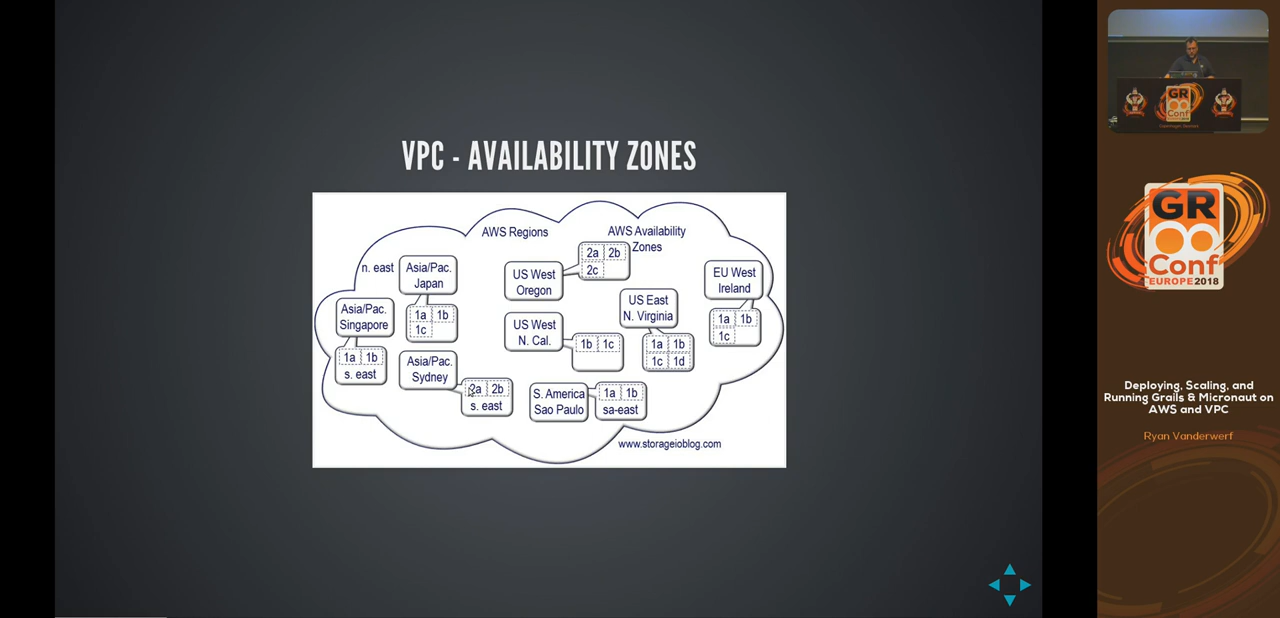 VPC - AVAILABILITY ZONES
AWS Regions
AWS Availability
Zones
n. east
Asia/Pac.
Japan
1a 1b
1c
Asia/Pac.
Singapore
1a 1b
s. east
Asia/Pac.
Sydney
2a 2b
s. east
US West
Oregon
2a 2b
2c
US West
N. Cal.
1b 1c
US East
N. Virginia
1a 1b
1c 1d
EU West
Ireland
1a 1b
1c
S. America
Sao Paulo
1a 1b
sa-east
www.storageioblog.com
GR
Conf
GR
Conf
EUROPE 2018
Deploying, Scaling, and
Running Grails & Micronaut on
AWS and VPC
Ryan Vanderwerf